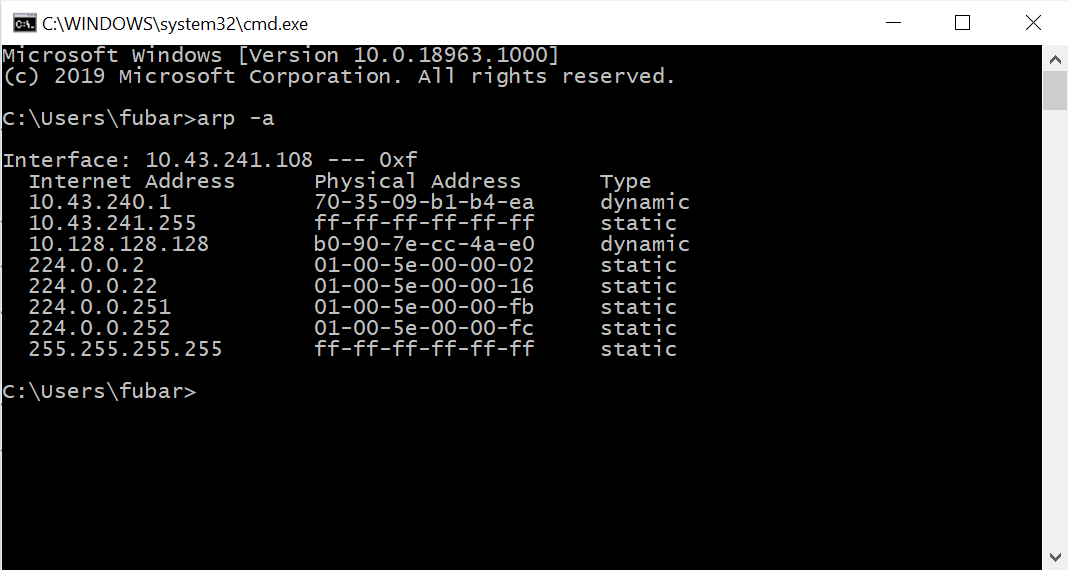 C:\WINDOWS\system32\cmd.exe
Microsoft Windows [Version 10.0.18963.1000]
(c) 2019 Microsoft Corporation. All rights reserved.
C:\Users\fubar>arp -a
Interface: 10.43.241.108 --- 0xf
  Internet Address      Physical Address      Type
  10.43.240.1           70-35-09-b1-b4-ea     dynamic
  10.43.241.255         ff-ff-ff-ff-ff-ff     static
  10.128.128.128        b0-90-7e-cc-4a-e0     dynamic
  224.0.0.2             01-00-5e-00-00-02     static
  224.0.0.22            01-00-5e-00-00-16     static
  224.0.0.251           01-00-5e-00-00-fb     static
  224.0.0.252           01-00-5e-00-00-fc     static
  255.255.255.255       ff-ff-ff-ff-ff-ff     static
C:\Users\fubar>